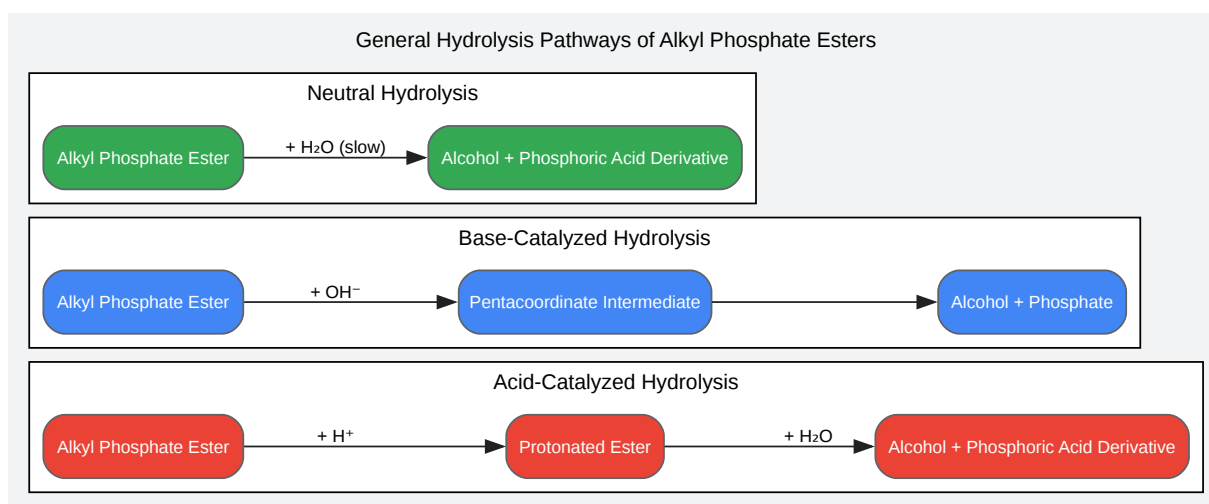 General Hydrolysis Pathways of Alkyl Phosphate Esters
Neutral Hydrolysis
Alkyl Phosphate Ester
+ H₂O (slow)
Alcohol + Phosphoric Acid Derivative
Base-Catalyzed Hydrolysis
Alkyl Phosphate Ester
+ OH⁻
Pentacoordinate Intermediate
Alcohol + Phosphate
Acid-Catalyzed Hydrolysis
Alkyl Phosphate Ester
+ H⁺
Protonated Ester
+ H₂O
Alcohol + Phosphoric Acid Derivative